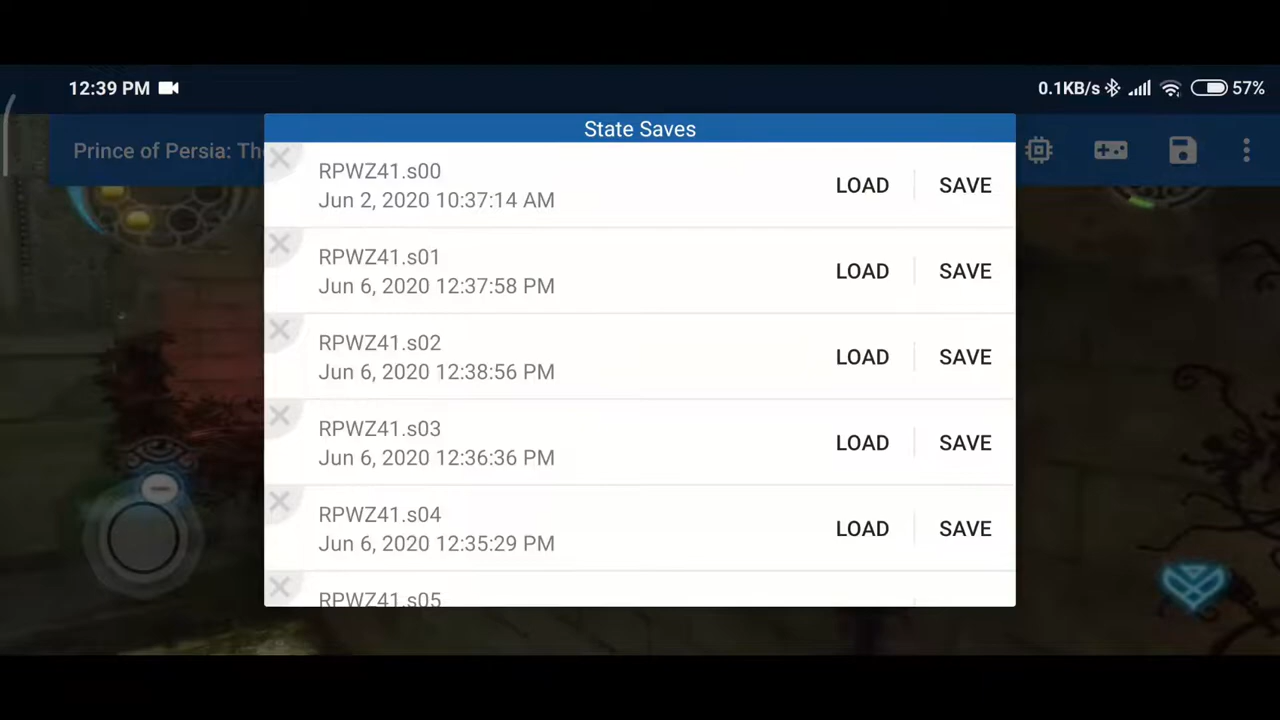 12:39 PM
0.1KB/s
57%
Prince of Persia: Th
State Saves
RPWZ41.s00
Jun 2, 2020 10:37:14 AM
LOAD SAVE
RPWZ41.s01
Jun 6, 2020 12:37:58 PM
LOAD SAVE
RPWZ41.s02
Jun 6, 2020 12:38:56 PM
LOAD SAVE
RPWZ41.s03
Jun 6, 2020 12:36:36 PM
LOAD SAVE
RPWZ41.s04
Jun 6, 2020 12:35:29 PM
LOAD SAVE
RPWZ41.s05